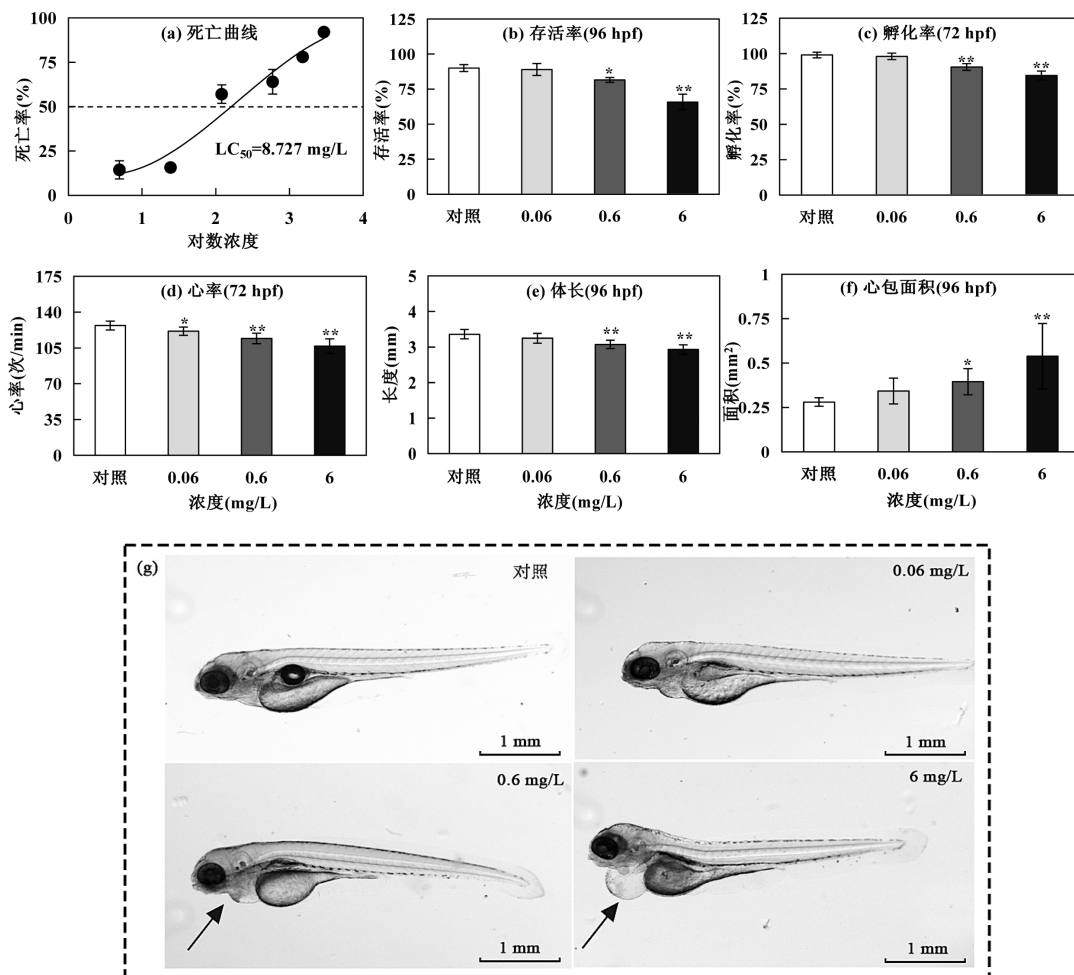 (a) 死亡曲线
死亡率(%)
100
75
50
25
0
LC50=8.727 mg/L
0 1 2 3 4
对数浓度
(b) 存活率(96 hpf)
存活率(%)
125
100
75
50
25
0
*
**
对照 0.06 0.6 6
(c) 孵化率(72 hpf)
孵化率(%)
125
100
75
50
25
0
**
**
对照 0.06 0.6 6
(d) 心率(72 hpf)
心率(次/min)
175
140
105
70
35
0
*
**
**
对照 0.06 0.6 6
浓度(mg/L)
(e) 体长(96 hpf)
长度(mm)
5
4
3
2
1
0
**
**
对照 0.06 0.6 6
浓度(mg/L)
(f) 心包面积(96 hpf)
面积(mm²)
1
0.75
0.5
0.25
0
*
**
对照 0.06 0.6 6
浓度(mg/L)
(g)
对照
1 mm
0.06 mg/L
1 mm
0.6 mg/L
1 mm
6 mg/L
1 mm